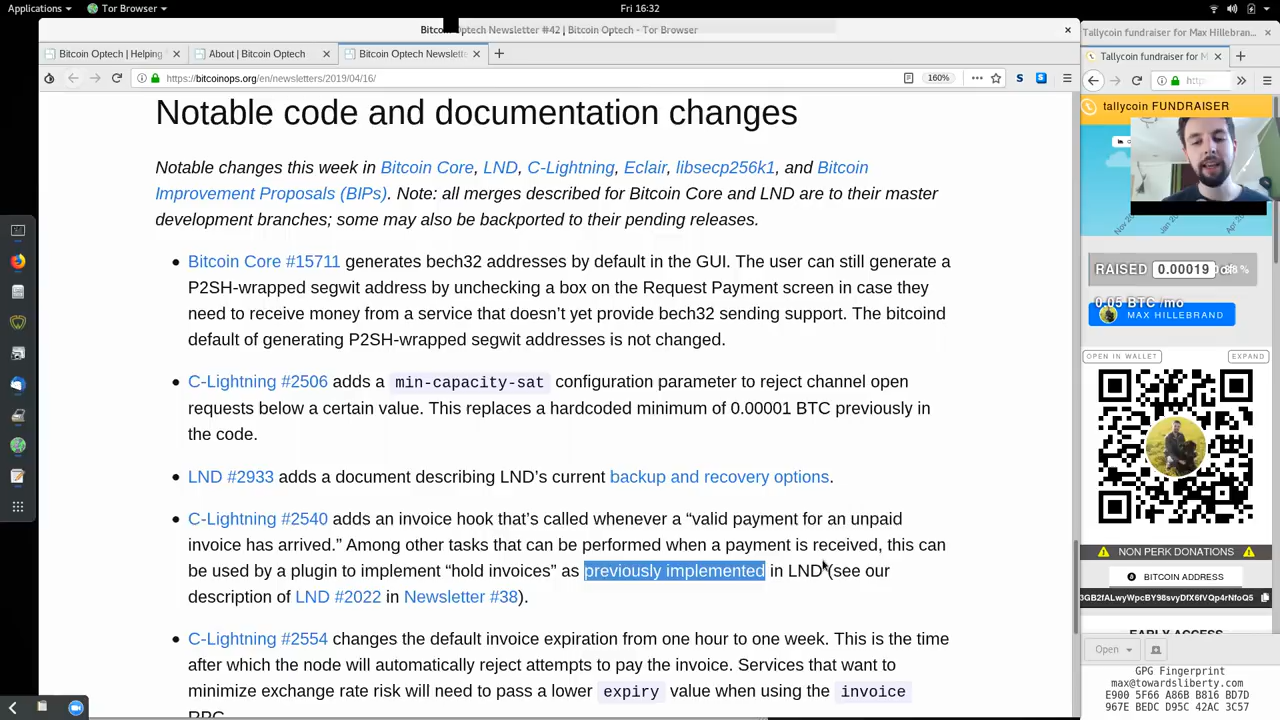 Applications
Tor Browser
Fri 16:32
Bitcoin Optech Newsletter #42 | Bitcoin Optech - Tor Browser
Tallycoin fundraiser for Max Hillebran…
Bitcoin Optech | Helping
About | Bitcoin Optech
Bitcoin Optech Newslett
Tallycoin fundraiser for M
https://bitcoinops.org/en/newsletters/2019/04/16/
160%
Notable code and documentation changes
Notable changes this week in Bitcoin Core, LND, C-Lightning, Eclair, libsecp256k1, and Bitcoin
Improvement Proposals (BIPs). Note: all merges described for Bitcoin Core and LND are to their master
development branches; some may also be backported to their pending releases.
Bitcoin Core #15711 generates bech32 addresses by default in the GUI. The user can still generate a
P2SH-wrapped segwit address by unchecking a box on the Request Payment screen in case they
need to receive money from a service that doesn’t yet provide bech32 sending support. The bitcoind
default of generating P2SH-wrapped segwit addresses is not changed.
C-Lightning #2506 adds a min-capacity-sat configuration parameter to reject channel open
requests below a certain value. This replaces a hardcoded minimum of 0.00001 BTC previously in
the code.
LND #2933 adds a document describing LND’s current backup and recovery options.
C-Lightning #2540 adds an invoice hook that’s called whenever a “valid payment for an unpaid
invoice has arrived.” Among other tasks that can be performed when a payment is received, this can
be used by a plugin to implement “hold invoices” as previously implemented in LND (see our
description of LND #2022 in Newsletter #38).
C-Lightning #2554 changes the default invoice expiration from one hour to one week. This is the time
after which the node will automatically reject attempts to pay the invoice. Services that want to
minimize exchange rate risk will need to pass a lower expiry value when using the invoice
RPC.
tallycoin FUNDRAISER
RAISED 0.00019
0.05 BTC /mo
MAX HILLEBRAND
OPEN IN WALLET
EXPAND
NON PERK DONATIONS
BITCOIN ADDRESS
3GB2fALwyWpcBY98svyDfX6fVQp4rNfoQ5
EARLY ACCESS
Open
GPG Fingerprint
max@towardsliberty.com
E900 5F66 A86B B816 BD7D
967E BEDC D95C 42AC 3C57